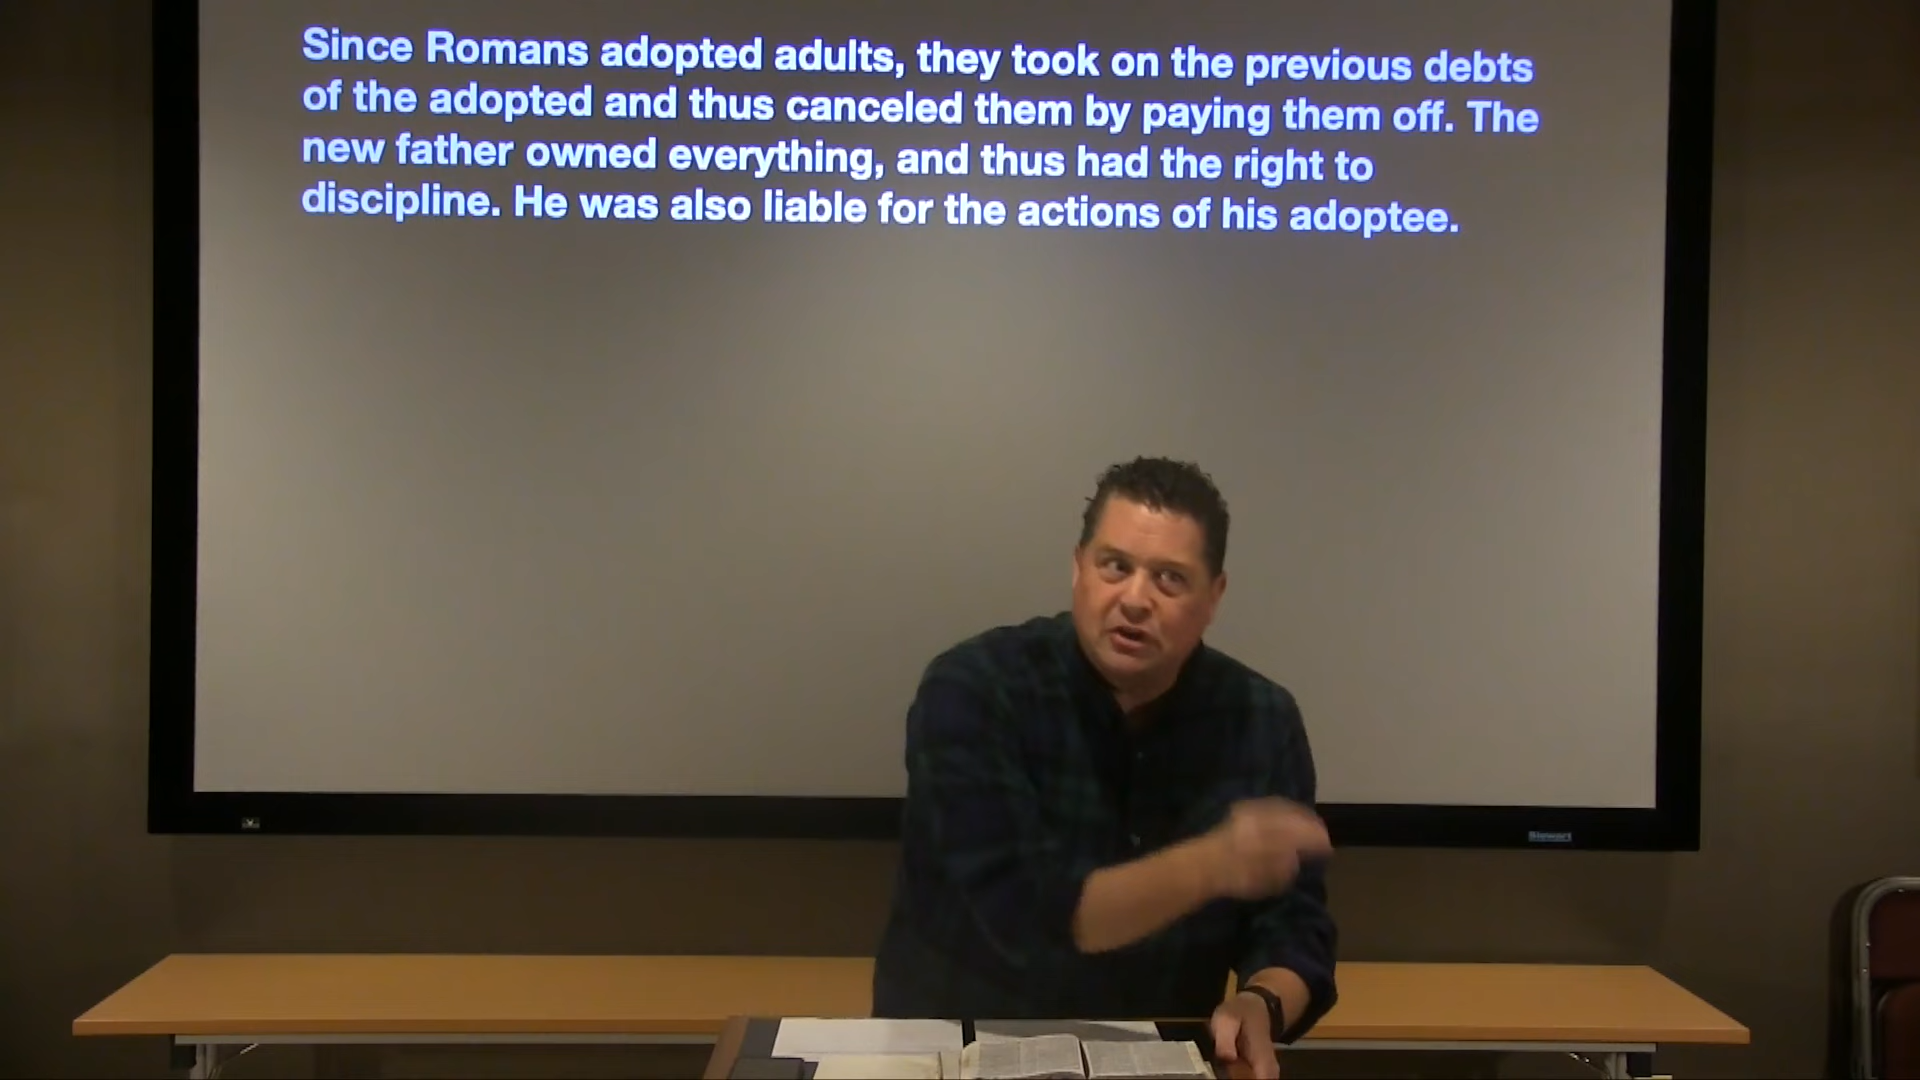 Since Romans adopted adults, they took on the previous debts
of the adopted and thus canceled them by paying them off. The
new father owned everything, and thus had the right to
discipline. He was also liable for the actions of his adoptee.
Stewart